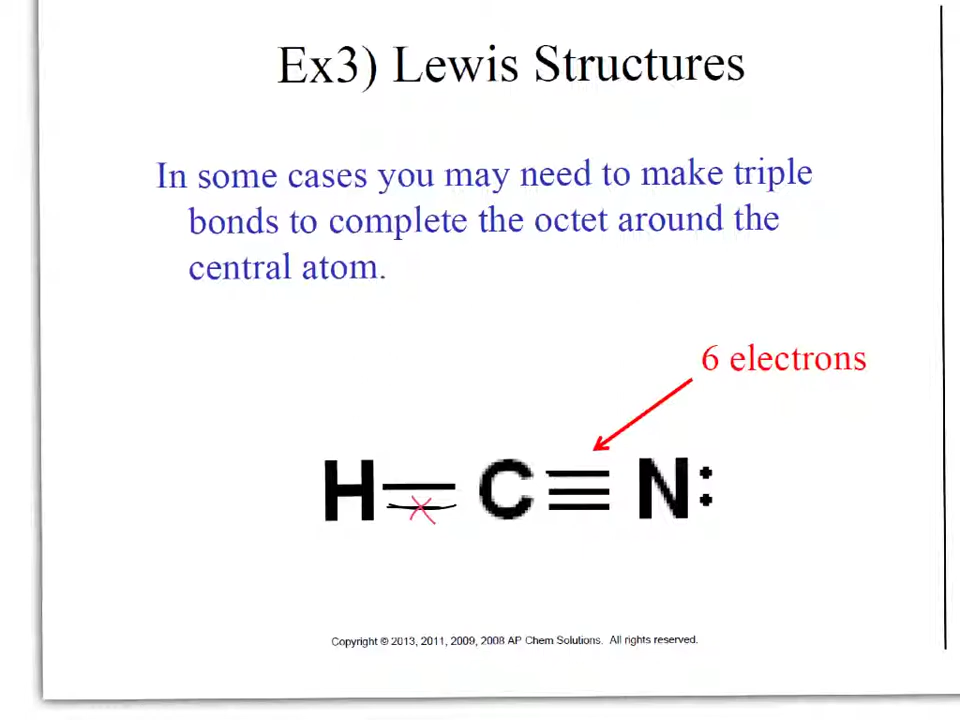 Ex3) Lewis Structures
In some cases you may need to make triple
bonds to complete the octet around the
central atom.
6 electrons
H — C ≡ N:
Copyright © 2013, 2011, 2009, 2008 AP Chem Solutions. All rights reserved.